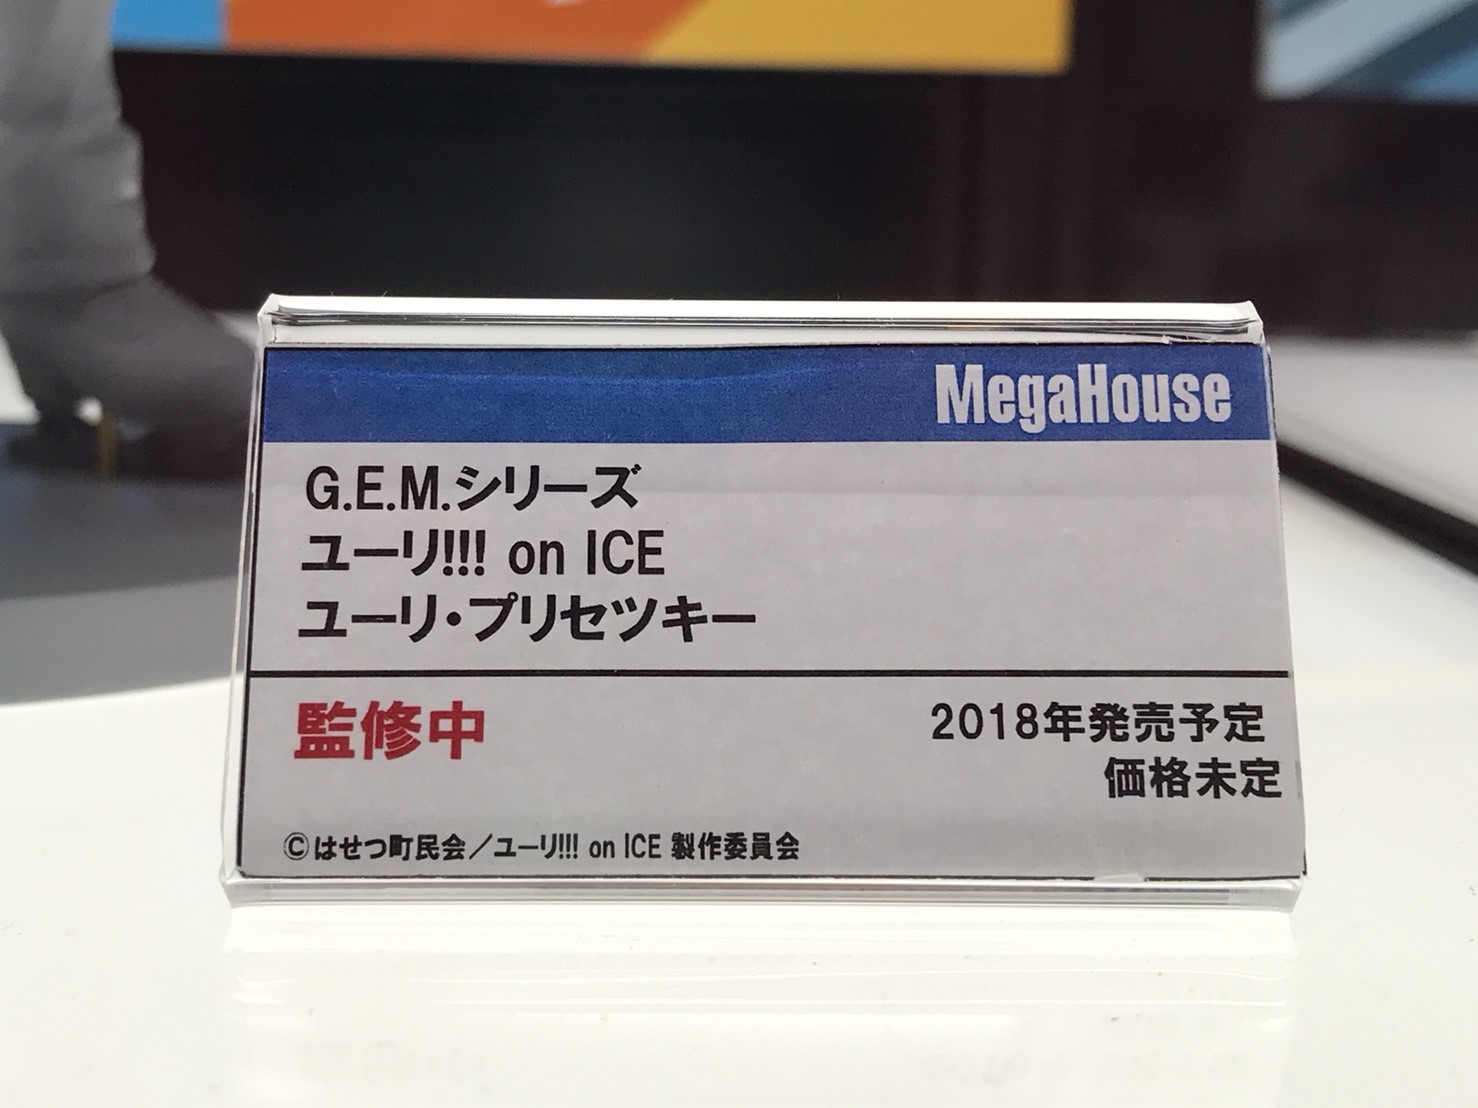 MegaHouse
G.E.M.シリーズ
ユーリ!!! on ICE
ユーリ・プリセツキー
監修中
2018年発売予定
価格未定
©はせつ町民会／ユーリ!!! on ICE 製作委員会